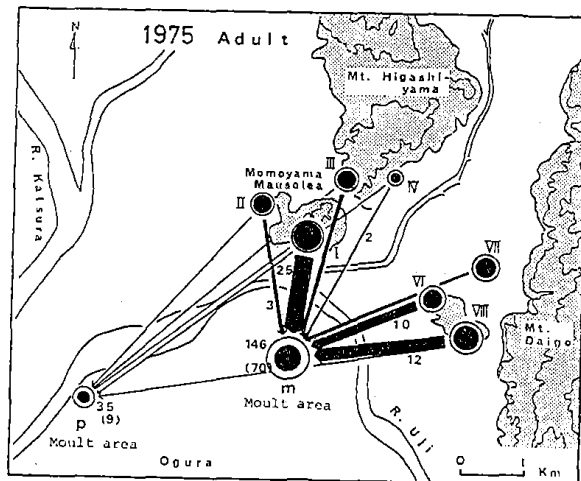 N
1975 Adult
Mt. Higashi-
yama
R. Katsura
Momoyama
Mausolea
II
III
IV
I
2
25
3
VII
VI
10
VIII
12
146
(70)
m
Moult area
35
(9)
p
Moult area
Mt.
Daigo
R. Uji
Ogura
0 1
Km